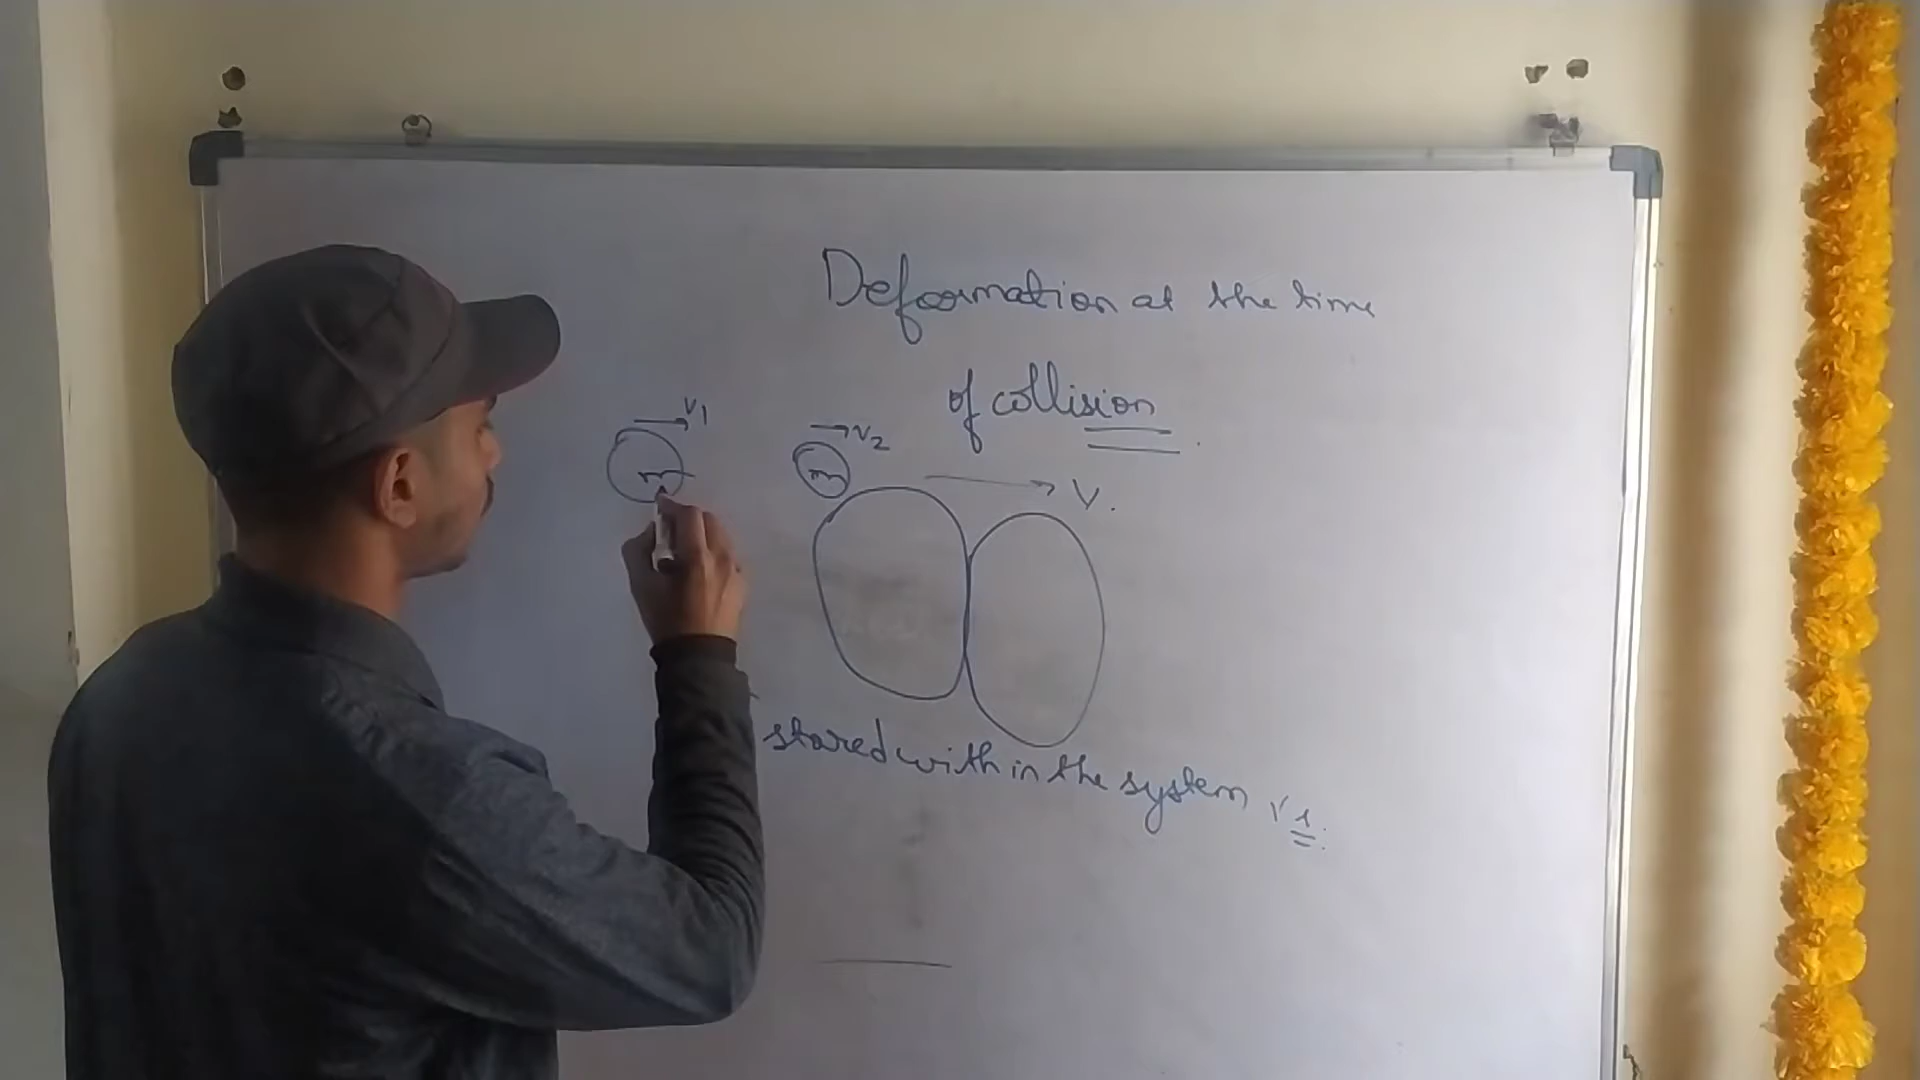 Deformation at the time
of collision
V1
V2
m
m
V.
stored with in the system